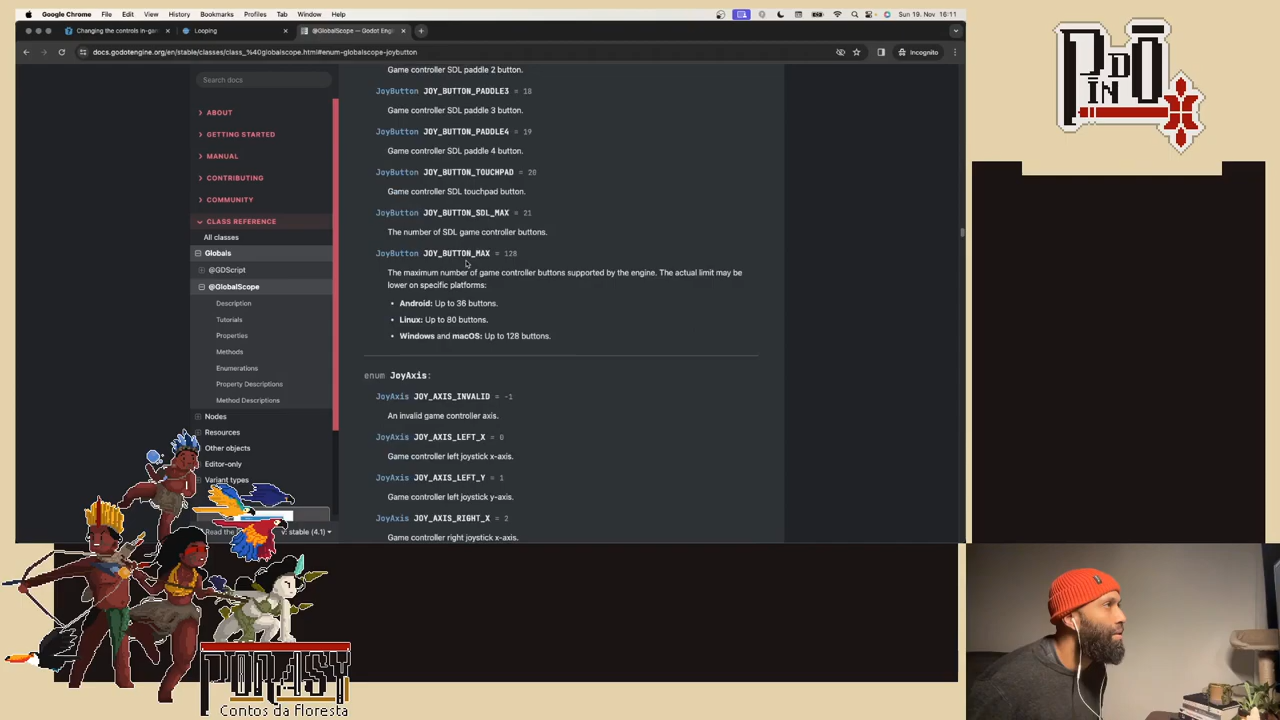 Google Chrome File Edit View History Bookmarks Profiles Tab Window Help Sun 19. Nov 16:11
Changing the controls in-gam Looping @GlobalScope — Godot Eng
docs.godotengine.org/en/stable/classes/class_%40globalscope.html#enum-globalscope-joybutton Incognito
Search docs
ABOUT
GETTING STARTED
MANUAL
CONTRIBUTING
COMMUNITY
CLASS REFERENCE
All classes
Globals
@GDScript
@GlobalScope
Description
Tutorials
Properties
Methods
Enumerations
Property Descriptions
Method Descriptions
Nodes
Resources
Other objects
Editor-only
Variant types
Read the v: stable (4.1)
Game controller SDL paddle 2 button.
JoyButton JOY_BUTTON_PADDLE3 = 18
Game controller SDL paddle 3 button.
JoyButton JOY_BUTTON_PADDLE4 = 19
Game controller SDL paddle 4 button.
JoyButton JOY_BUTTON_TOUCHPAD = 20
Game controller SDL touchpad button.
JoyButton JOY_BUTTON_SDL_MAX = 21
The number of SDL game controller buttons.
JoyButton JOY_BUTTON_MAX = 128
The maximum number of game controller buttons supported by the engine. The actual limit may be
lower on specific platforms:
• Android: Up to 36 buttons.
• Linux: Up to 80 buttons.
• Windows and macOS: Up to 128 buttons.
enum JoyAxis:
JoyAxis JOY_AXIS_INVALID = -1
An invalid game controller axis.
JoyAxis JOY_AXIS_LEFT_X = 0
Game controller left joystick x-axis.
JoyAxis JOY_AXIS_LEFT_Y = 1
Game controller left joystick y-axis.
JoyAxis JOY_AXIS_RIGHT_X = 2
Game controller right joystick x-axis.
Contos da floresta